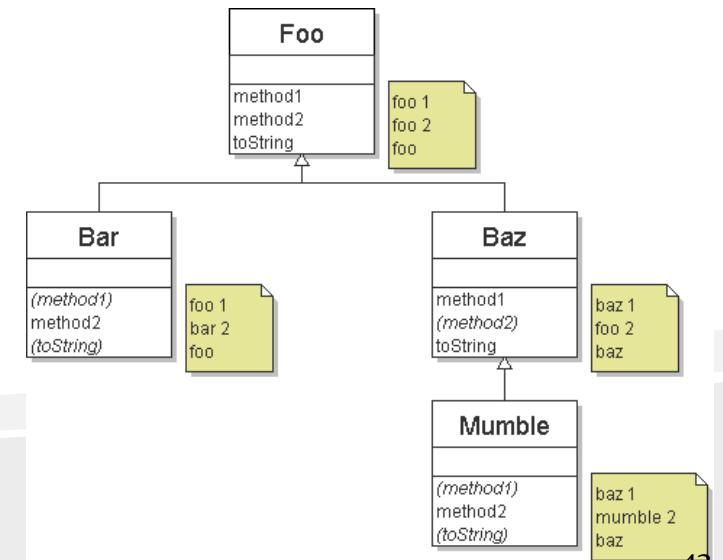 Foo
method1
method2
toString
foo 1
foo 2
foo
Bar
(method1)
method2
(toString)
foo 1
bar 2
foo
Baz
method1
(method2)
toString
baz 1
foo 2
baz
Mumble
(method1)
method2
(toString)
baz 1
mumble 2
baz